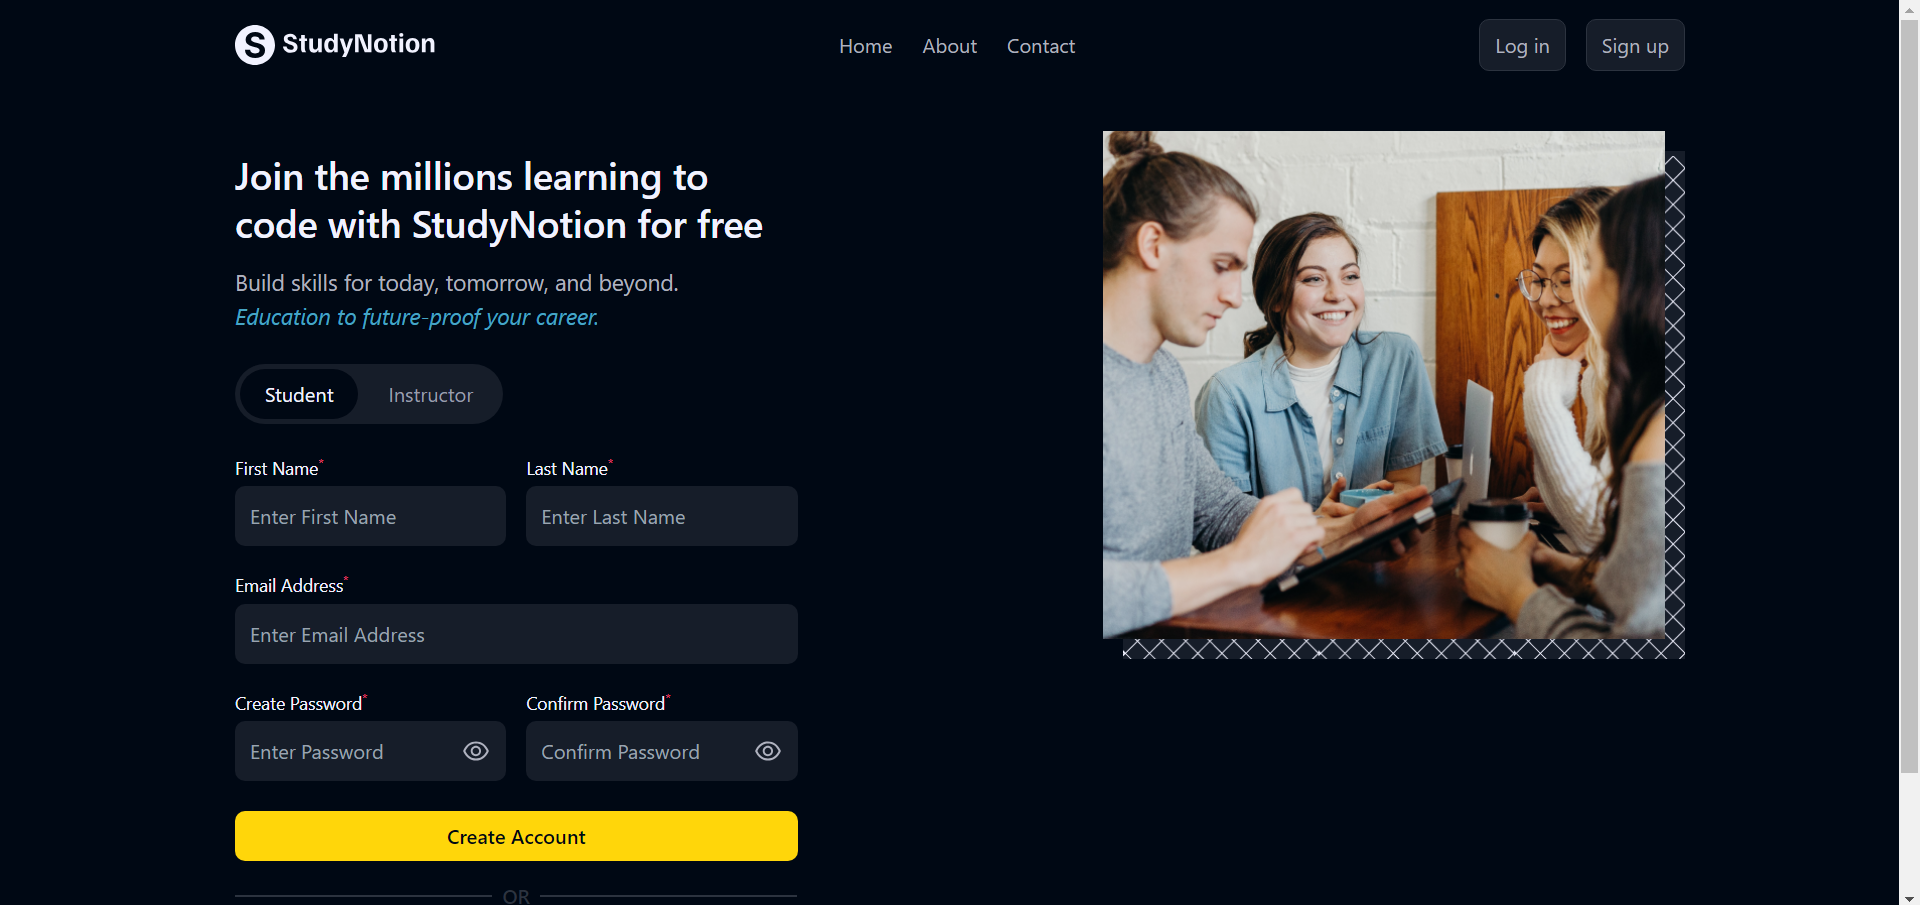 S StudyNotion
Home About Contact
Log in Sign up
Join the millions learning to
code with StudyNotion for free
Build skills for today, tomorrow, and beyond.
Education to future-proof your career.
Student Instructor
First Name* Last Name*
Enter First Name Enter Last Name
Email Address*
Enter Email Address
Create Password* Confirm Password*
Enter Password Confirm Password
Create Account
OR